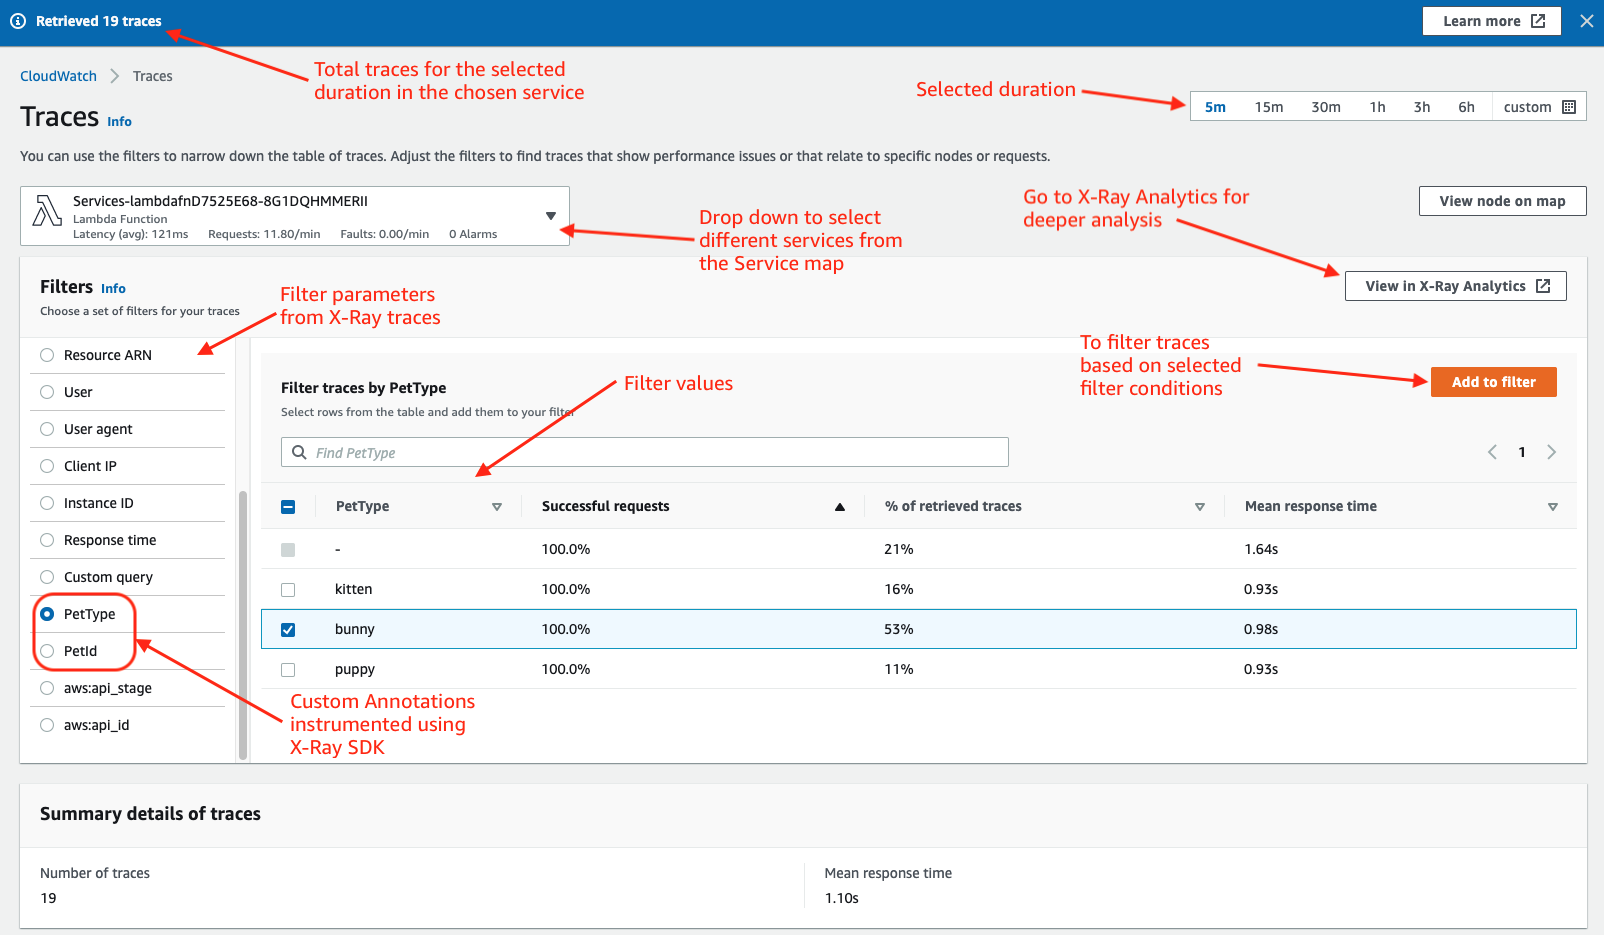 Retrieved 19 traces
Learn more
Total traces for the selected
duration in the chosen service
CloudWatch > Traces
Selected duration
5m 15m 30m 1h 3h 6h custom
Traces Info
You can use the filters to narrow down the table of traces. Adjust the filters to find traces that show performance issues or that relate to specific nodes or requests.
Services-lambdafnD7525E68-8G1DQHMMERII
Lambda Function
Latency (avg): 121ms Requests: 11.80/min Faults: 0.00/min 0 Alarms
Drop down to select
different services from
the Service map
Go to X-Ray Analytics for
deeper analysis
View node on map
Filters Info
Choose a set of filters for your traces
Filter parameters
from X-Ray traces
View in X-Ray Analytics
Resource ARN
User
User agent
Client IP
Instance ID
Response time
Custom query
PetType
PetId
aws:api_stage
aws:api_id
Filter traces by PetType
Select rows from the table and add them to your filter
Filter values
To filter traces
based on selected
filter conditions
Add to filter
Find PetType
1
PetType Successful requests % of retrieved traces Mean response time
- 100.0% 21% 1.64s
kitten 100.0% 16% 0.93s
bunny 100.0% 53% 0.98s
puppy 100.0% 11% 0.93s
Custom Annotations
instrumented using
X-Ray SDK
Summary details of traces
Number of traces
19
Mean response time
1.10s